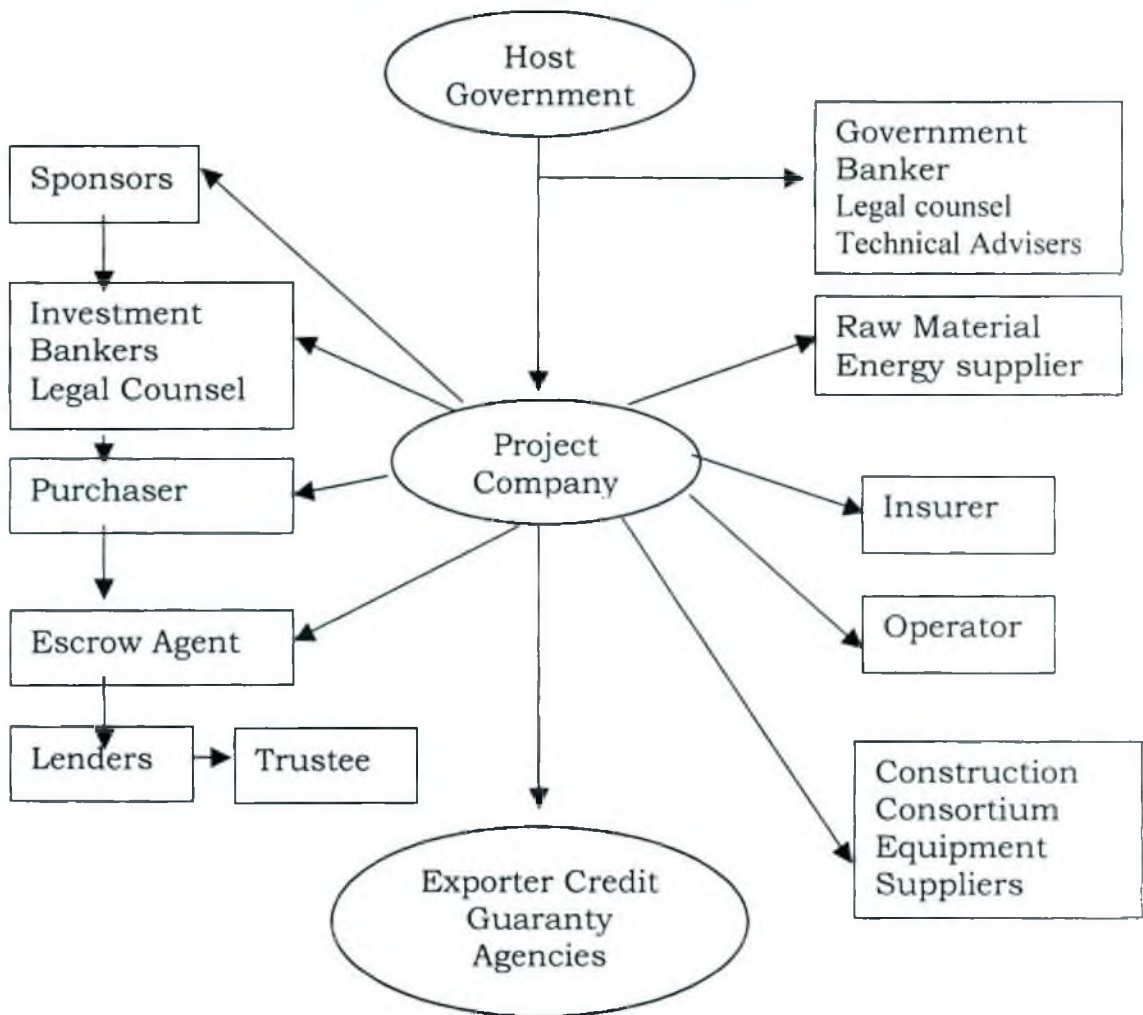 Host
Government
Government
Banker
Legal counsel
Technical Advisers
Sponsors
Investment
Bankers
Legal Counsel
Raw Material
Energy supplier
Project
Company
Purchaser
Insurer
Escrow Agent
Operator
Lenders
Trustee
Construction
Consortium
Equipment
Suppliers
Exporter Credit
Guaranty
Agencies